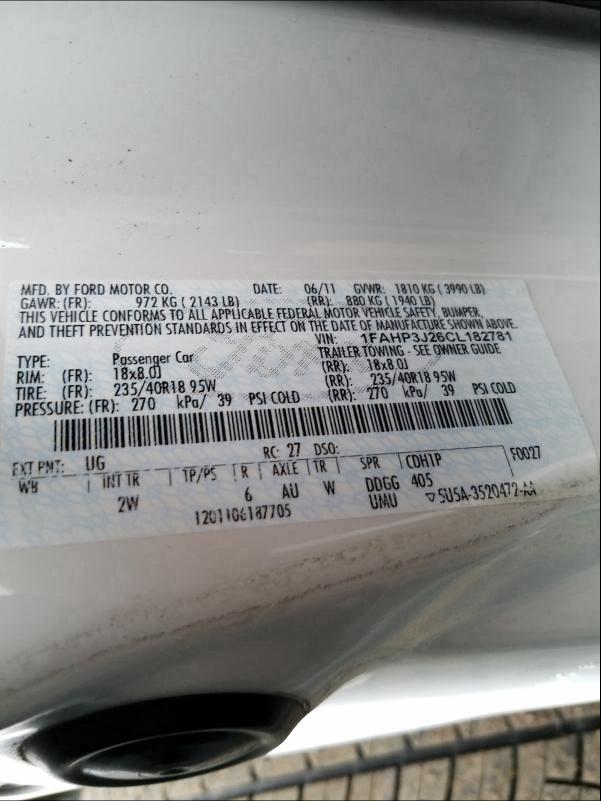 MFD. BY FORD MOTOR CO. DATE: 06/11 GVWR: 1810 KG ( 3990 LB)
GAWR: (FR): 972 KG ( 2143 LB) (RR): 880 KG ( 1940 LB)
THIS VEHICLE CONFORMS TO ALL APPLICABLE FEDERAL MOTOR VEHICLE SAFETY, BUMPER,
AND THEFT PREVENTION STANDARDS IN EFFECT ON THE DATE OF MANUFACTURE SHOWN ABOVE.
VIN: 1FAHP3J26CL182781
TYPE: Passenger Car TRAILER TOWING - SEE OWNER GUIDE
RIM: (FR): 18x8.0J (RR): 18x8.0J
TIRE: (FR): 235/40R18 95W (RR): 235/40R18 95W
PRESSURE: (FR): 270 kPa/ 39 PSI COLD (RR): 270 kPa/ 39 PSI COLD
EXT PNT: UG RC: 27 DSO: F0027
WB INT TR TP/PS R AXLE TR SPR CDH1P
2W 6 AU W DDGG 405
1201106187705 UMU ▽5U5A-3520472-AA